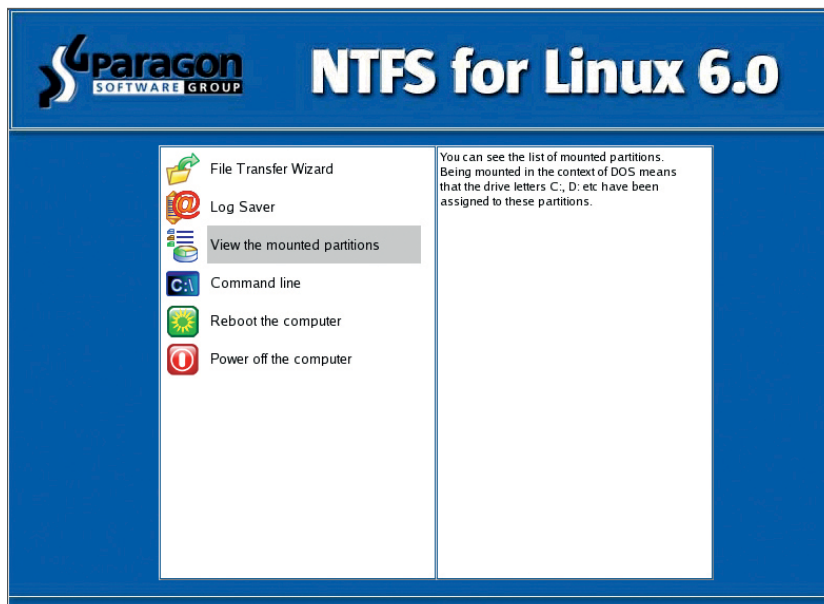 Paragon
SOFTWARE GROUP
NTFS for Linux 6.0
File Transfer Wizard
Log Saver
View the mounted partitions
C:\
Command line
Reboot the computer
Power off the computer
You can see the list of mounted partitions.
Being mounted in the context of DOS means
that the drive letters C:, D: etc have been
assigned to these partitions.